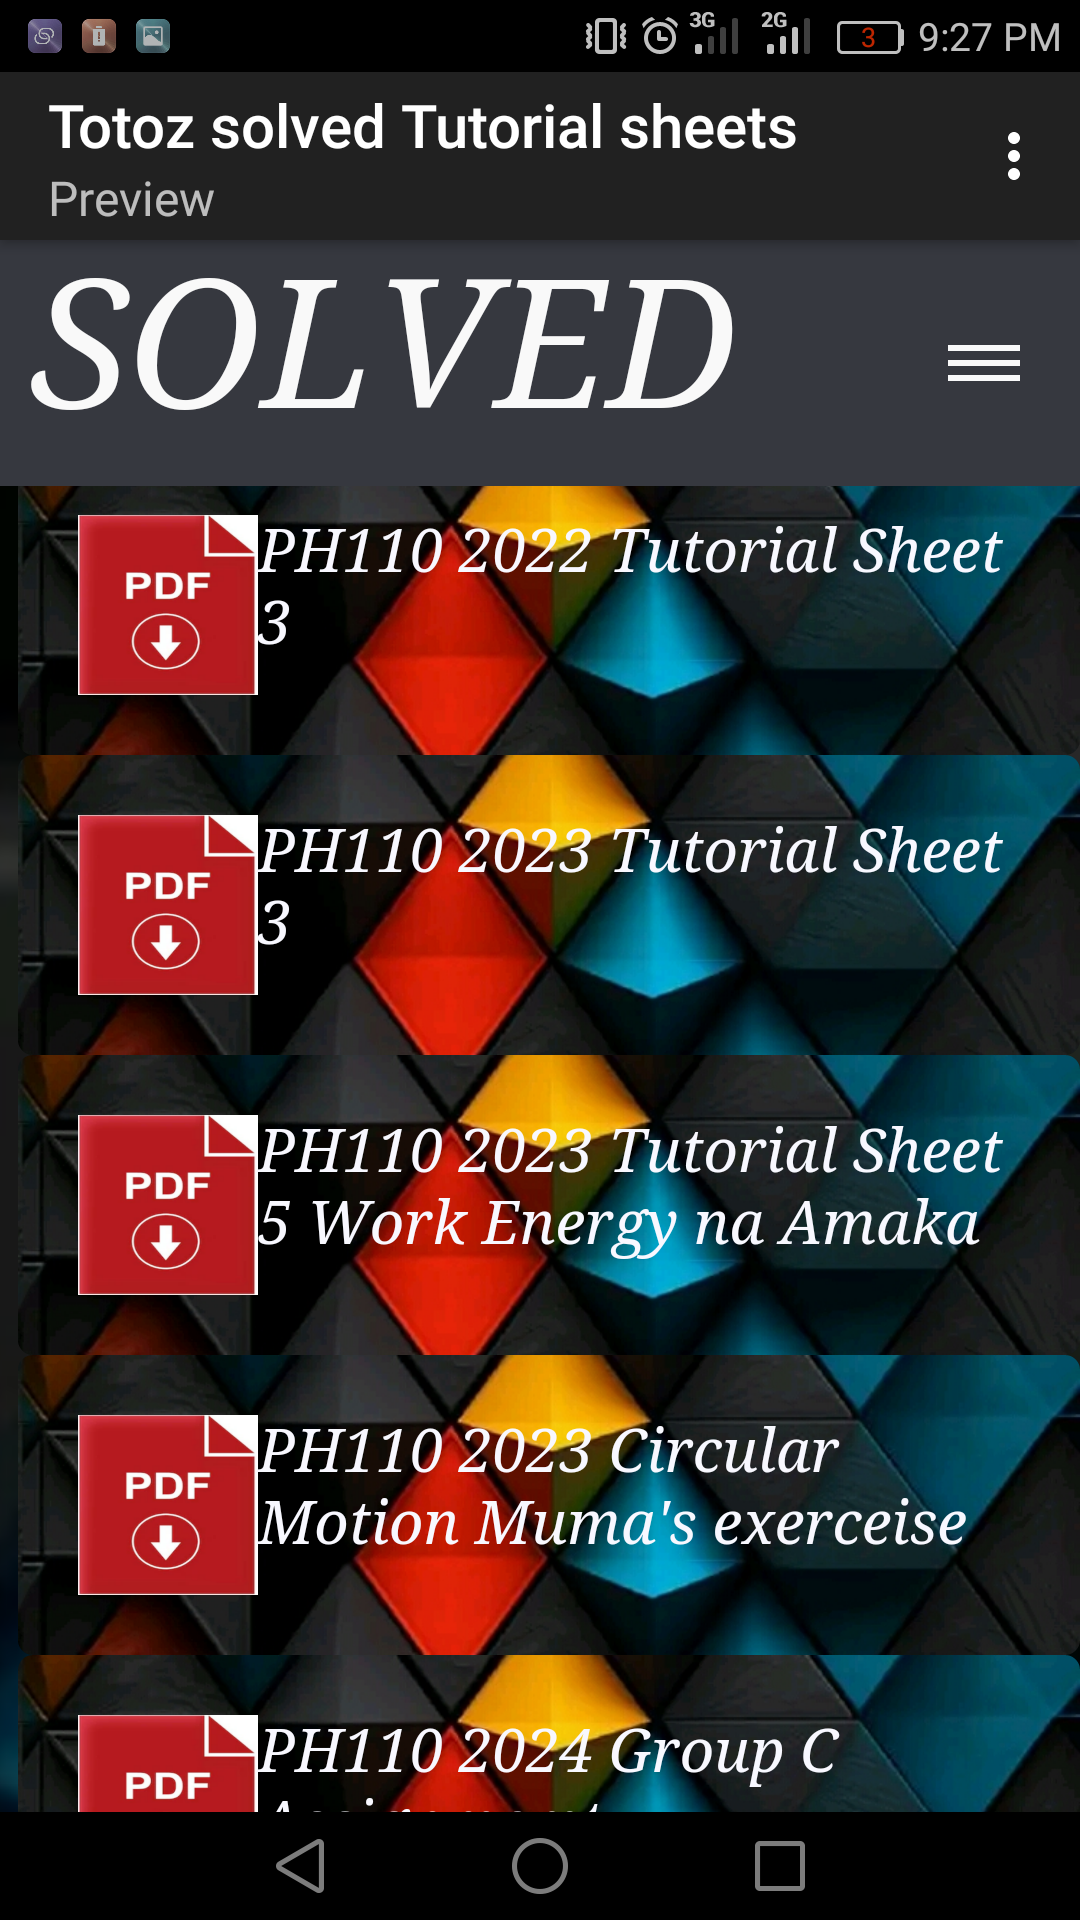 3G 2G 3 9:27 PM
Totoz solved Tutorial sheets
Preview
SOLVED
PDF
PH110 2022 Tutorial Sheet
3
PDF
PH110 2023 Tutorial Sheet
3
PDF
PH110 2023 Tutorial Sheet
5 Work Energy na Amaka
PDF
PH110 2023 Circular
Motion Muma's exerceise
PDF
PH110 2024 Group C